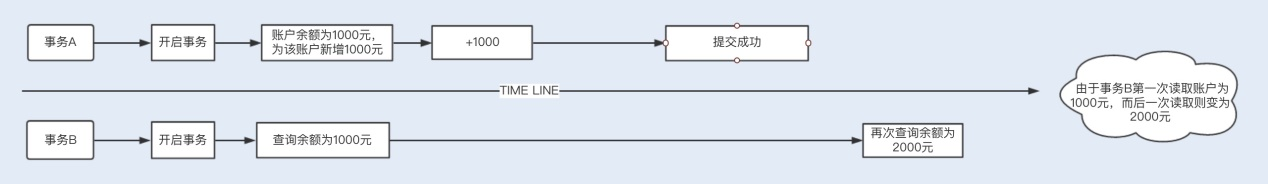 事务A
开启事务
账户余额为1000元，
为该账户新增1000元
+1000
提交成功
TIME LINE
由于事务B第一次读取账户为
1000元，而后一次读取则变为
2000元
事务B
开启事务
查询余额为1000元
再次查询余额为
2000元